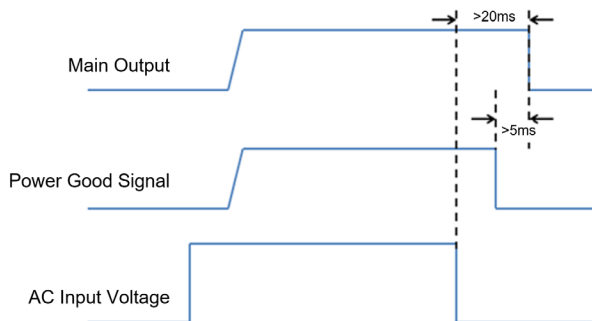 >20ms
Main Output
>5ms
Power Good Signal
AC Input Voltage